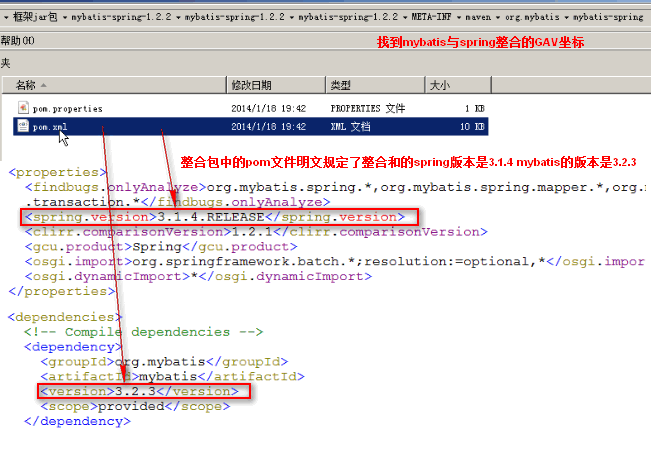 框架jar包 ▾ mybatis-spring-1.2.2 ▾ mybatis-spring-1.2.2 ▾ mybatis-spring-1.2.2 ▾ META-INF ▾ maven ▾ org.mybatis ▾ mybatis-spring
帮助(H)
找到mybatis与spring整合的GAV坐标
夹
名称 修改日期 类型 大小
pom.properties 2014/1/18 19:42 PROPERTIES 文件 1 KB
pom.xml 2014/1/18 19:42 XML 文档 10 KB
整合包中的pom文件明文规定了整合和的spring版本是3.1.4 mybatis的版本是3.2.3
<properties>
<findbugs.onlyAnalyze>org.mybatis.spring.*,org.mybatis.spring.mapper.*,org.
.transaction.*</findbugs.onlyAnalyze>
<spring.version>3.1.4.RELEASE</spring.version>
<clirr.comparisonVersion>1.2.1</clirr.comparisonVersion>
<gcu.product>Spring</gcu.product>
<osgi.import>org.springframework.batch.*;resolution:=optional,*</osgi.impor
<osgi.dynamicImport>*</osgi.dynamicImport>
</properties>
<dependencies>
<!-- Compile dependencies -->
<dependency>
<groupId>org.mybatis</groupId>
<artifactId>mybatis</artifactId>
<version>3.2.3</version>
<scope>provided</scope>
</dependency>